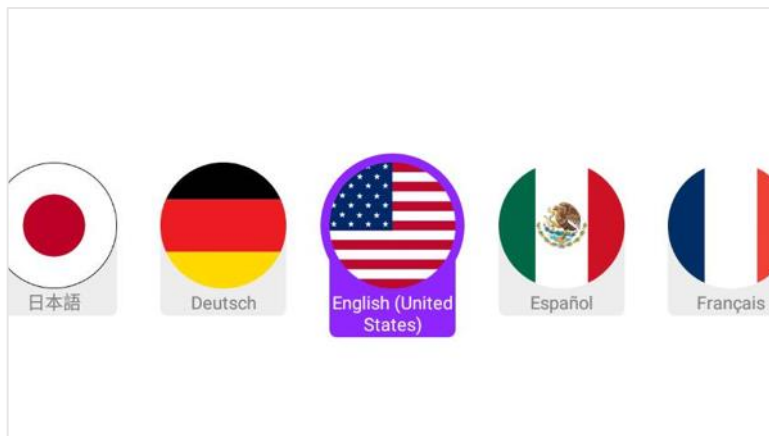 日本語
Deutsch
English (United
States)
Español
Français